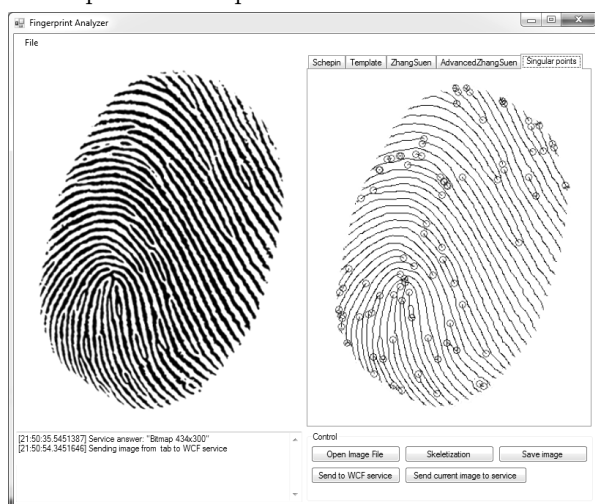 Fingerprint Analyzer
File
Schepin Template ZhangSuen AdvancedZhangSuen Singular points
[21:50:35.5451387] Service answer: "Bitmap 434x300"
[21:50:54.3451646] Sending image from tab to WCF service
Control
Open Image File Skeletization Save image
Send to WCF service Send current image to service